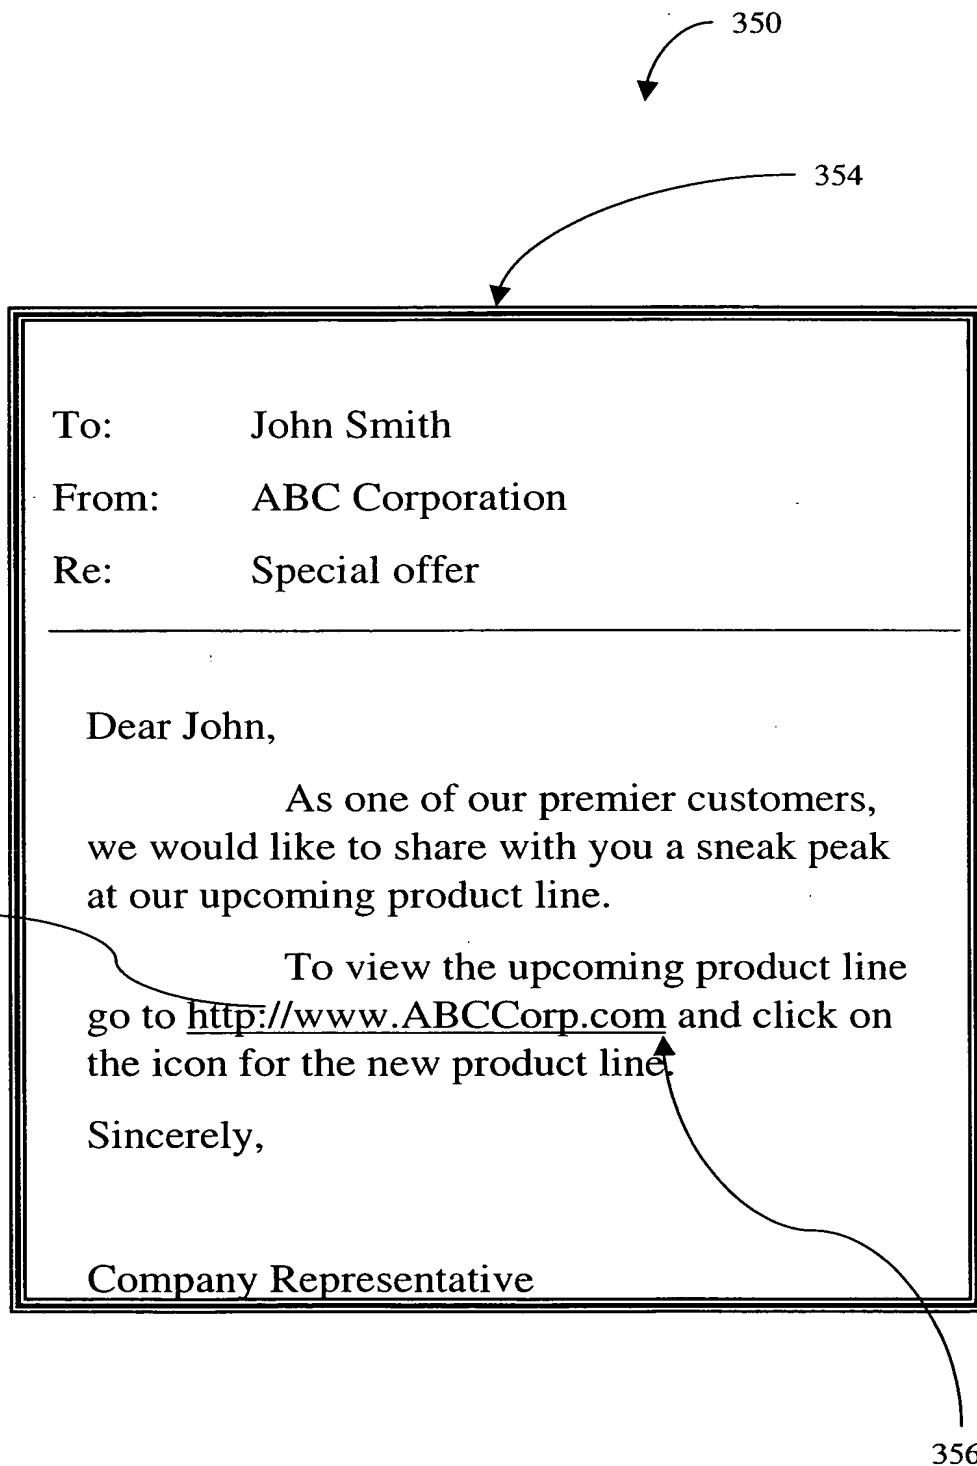 350
354
To: John Smith
From: ABC Corporation
Re: Special offer
Dear John,
As one of our premier customers,
we would like to share with you a sneak peak
at our upcoming product line.
To view the upcoming product line
go to http://www.ABCCorp.com and click on
the icon for the new product line.
Sincerely,
Company Representative
356